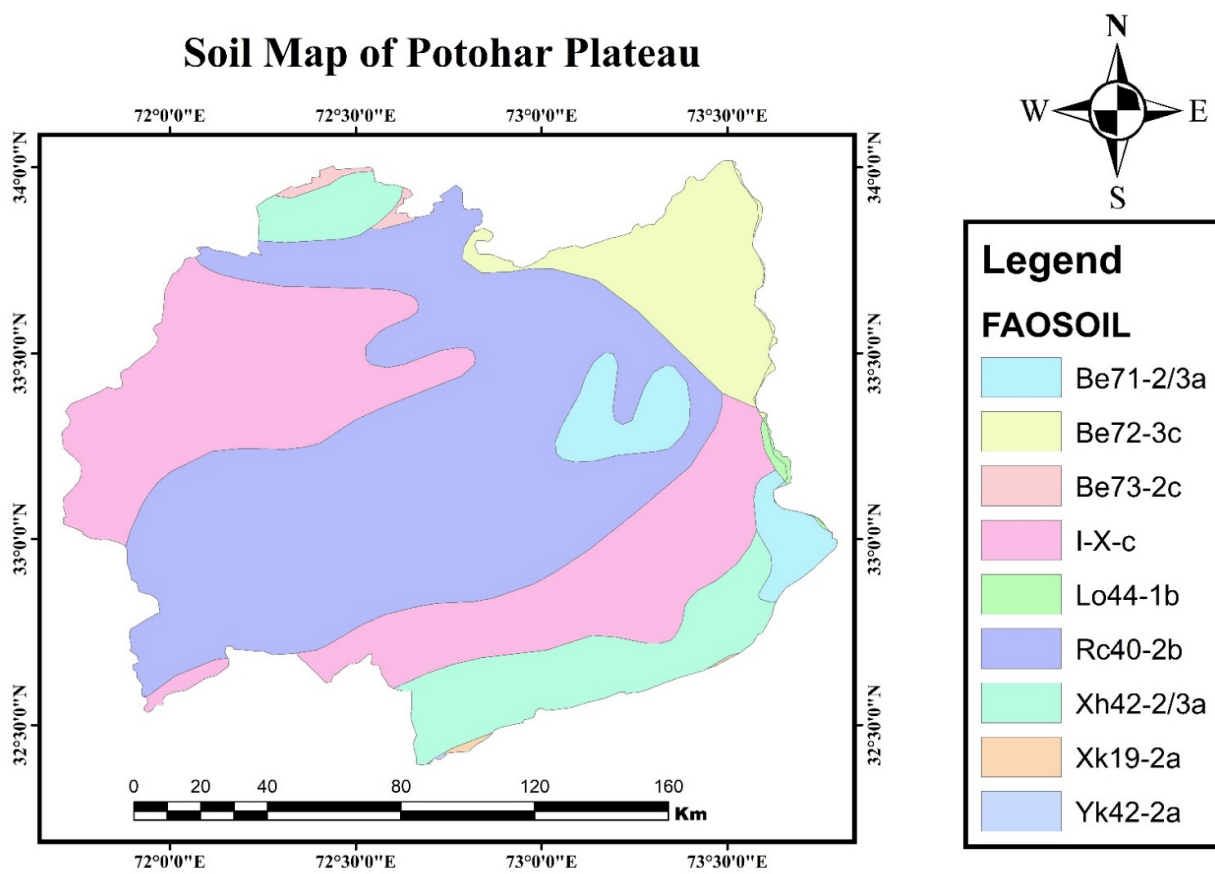 Soil Map of Potohar Plateau
N
W
E
S
72°0'0"E 72°30'0"E 73°0'0"E 73°30'0"E
34°0'0"N
33°30'0"N
33°0'0"N
32°30'0"N
34°0'0"N
33°30'0"N
33°0'0"N
32°30'0"N
0 20 40 80 120 160
Km
72°0'0"E 72°30'0"E 73°0'0"E 73°30'0"E
Legend
FAOSOIL
Be71-2/3a
Be72-3c
Be73-2c
I-X-c
Lo44-1b
Rc40-2b
Xh42-2/3a
Xk19-2a
Yk42-2a